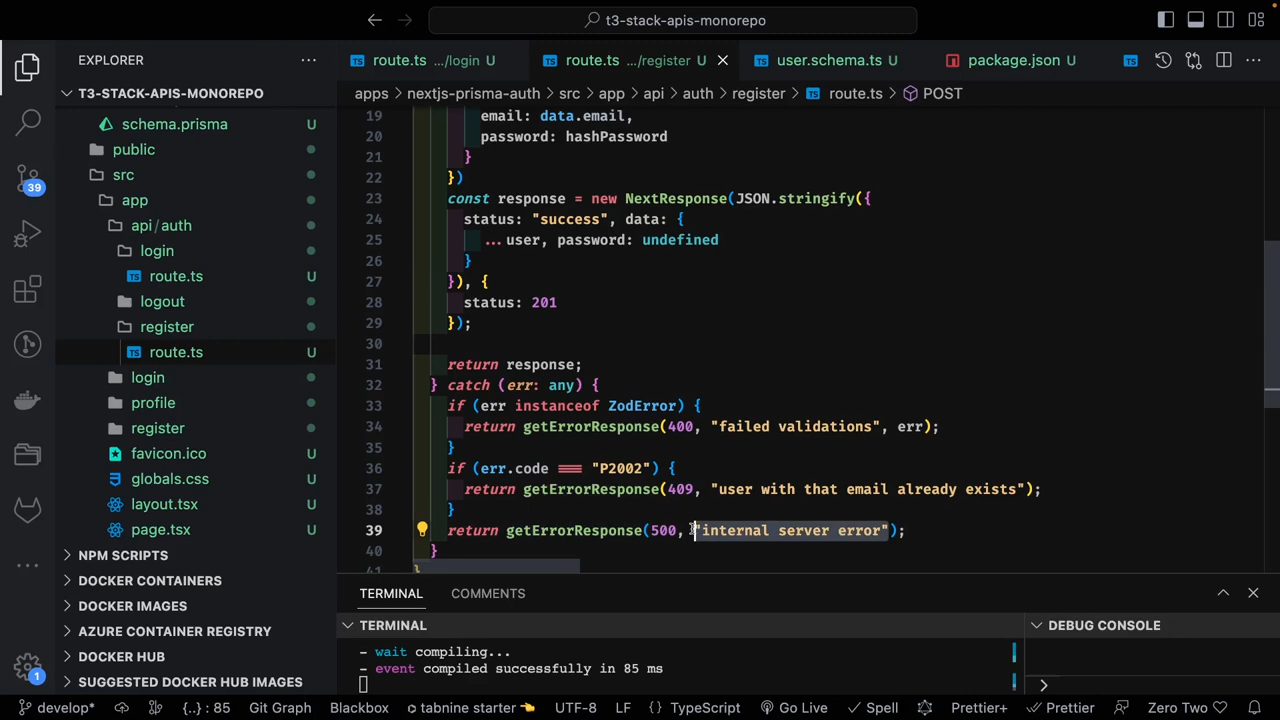 t3-stack-apis-monorepo
EXPLORER
route.ts .../login U
route.ts .../register U
user.schema.ts U
package.json U
T3-STACK-APIS-MONOREPO
apps > nextjs-prisma-auth > src > app > api > auth > register > route.ts > POST
schema.prisma U
public
src
app
api/auth
login
route.ts U
logout
register
route.ts U
login
profile
register
favicon.ico U
globals.css U
layout.tsx U
page.tsx U
NPM SCRIPTS
DOCKER CONTAINERS
DOCKER IMAGES
AZURE CONTAINER REGISTRY
DOCKER HUB
SUGGESTED DOCKER HUB IMAGES
39
1
19 email: data.email,
20 password: hashPassword
21 }
22 })
23 const response = new NextResponse(JSON.stringify({
24 status: "success", data: {
25 ...user, password: undefined
26 }
27 }), {
28 status: 201
29 });
30
31 return response;
32 } catch (err: any) {
33 if (err instanceof ZodError) {
34 return getErrorResponse(400, "failed validations", err);
35 }
36 if (err.code === "P2002") {
37 return getErrorResponse(409, "user with that email already exists");
38 }
39 return getErrorResponse(500, "internal server error");
40 }
41 }
TERMINAL COMMENTS
TERMINAL
DEBUG CONSOLE
- wait compiling...
- event compiled successfully in 85 ms
develop* {..} : 85 Git Graph Blackbox tabnine starter UTF-8 LF TypeScript Go Live Spell Prettier+ Prettier Zero Two